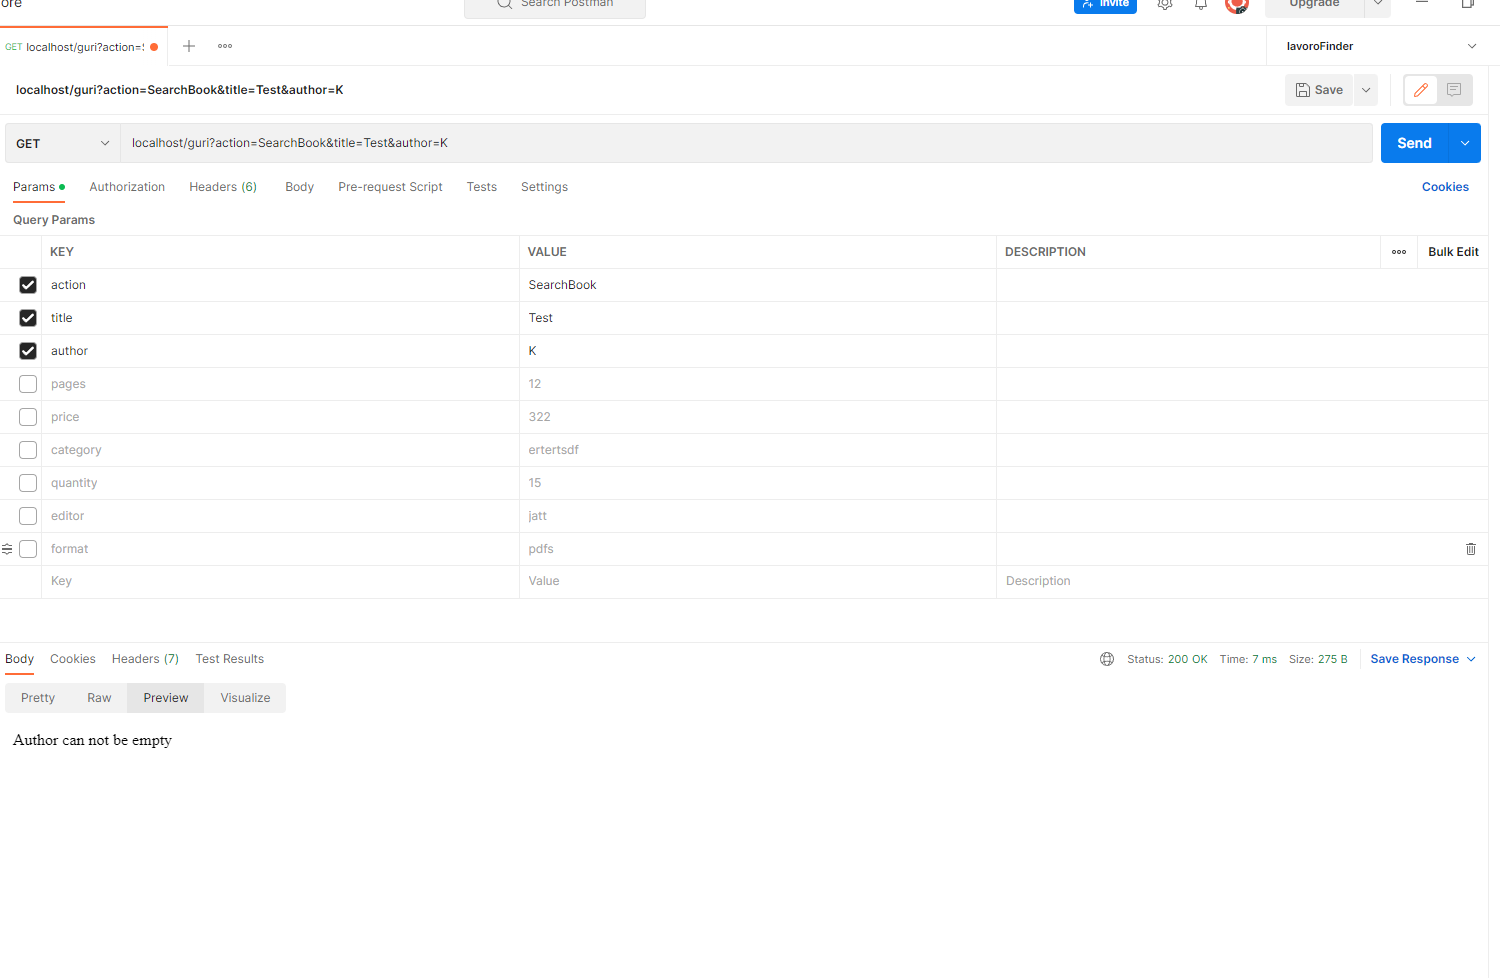 ore
Search Postman
Invite
Upgrade
GET localhost/guri?action=S
lavoroFinder
localhost/guri?action=SearchBook&title=Test&author=K
Save
GET
localhost/guri?action=SearchBook&title=Test&author=K
Send
Params Authorization Headers (6) Body Pre-request Script Tests Settings
Cookies
Query Params
KEY VALUE DESCRIPTION Bulk Edit
action SearchBook
title Test
author K
pages 12
price 322
category ertertsdf
quantity 15
editor jatt
format pdfs
Key Value Description
Body Cookies Headers (7) Test Results
Status: 200 OK Time: 7 ms Size: 275 B Save Response
Pretty Raw Preview Visualize
Author can not be empty